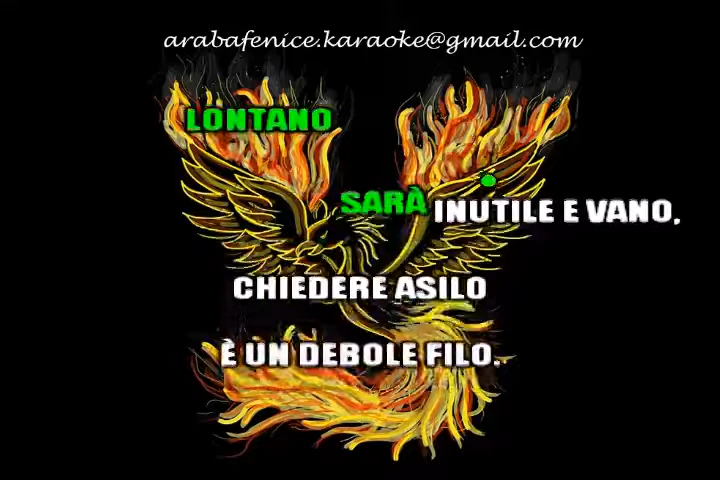 arabafenice.karaoke@gmail.com
LONTANO
SARÀ INUTILE E VANO,
CHIEDERE ASILO
È UN DEBOLE FILO..